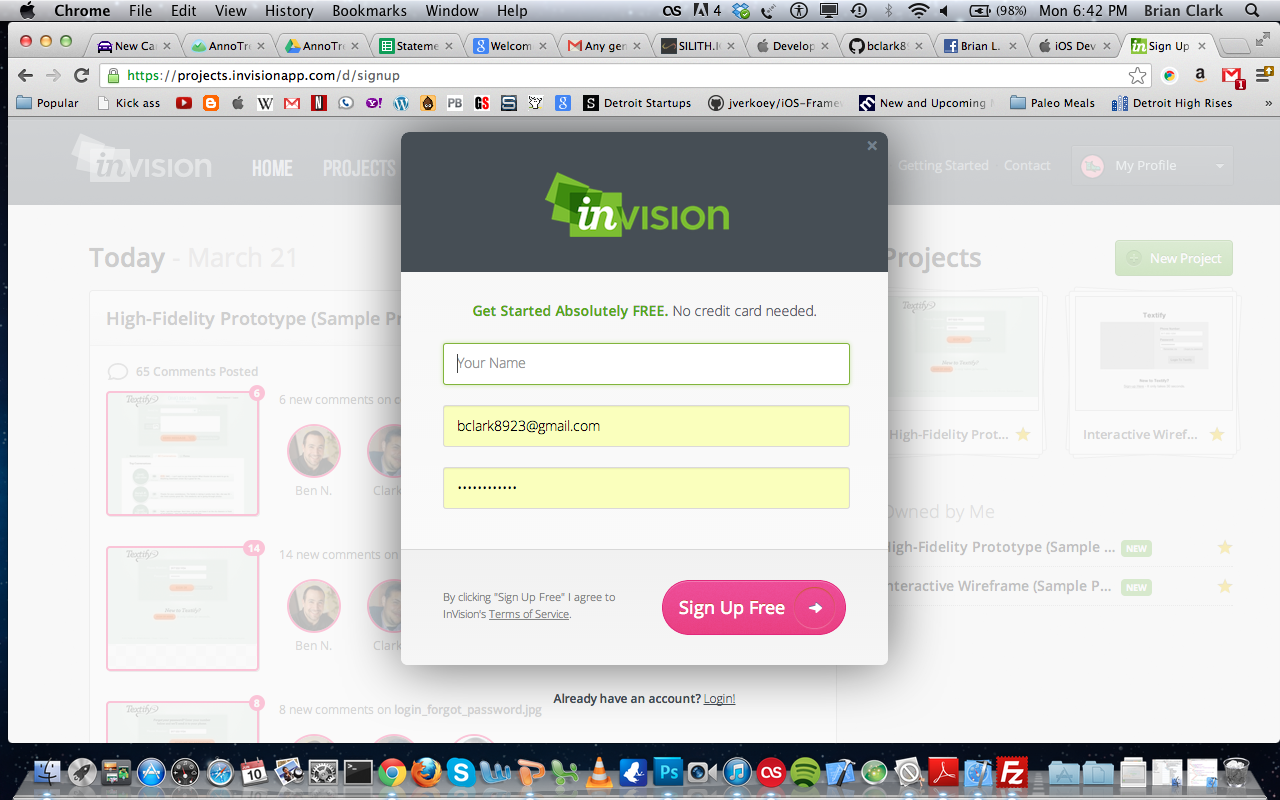 Chrome File Edit View History Bookmarks Window Help 4 (98%) Mon 6:42 PM Brian Clark
New Ca AnnoTr AnnoTr Statem Welcom Any gen SILITH.I Develop bclark8 Brian L. iOS Dev Sign Up
https://projects.invisionapp.com/d/signup
Popular Kick ass PB GS Detroit Startups jverkoey/iOS-Frame New and Upcoming Paleo Meals Detroit High Rises »
invision HOME PROJECTS Getting Started Contact My Profile
invision
Today - March 21
Projects
New Project
Get Started Absolutely FREE. No credit card needed.
High-Fidelity Prototype (Sample Pr
Your Name
65 Comments Posted
6
6 new comments on c
bclark8923@gmail.com
Ben N. Clark
High-Fidelity Prot... Interactive Wiref...
Textify
Owned by Me
High-Fidelity Prototype (Sample ... NEW
Interactive Wireframe (Sample P... NEW
14
14 new comments on
Ben N. Clark
By clicking "Sign Up Free" I agree to
InVision's Terms of Service.
Sign Up Free
Already have an account? Login!
8
8 new comments on login_forgot_password.jpg
10
Ps
Fz